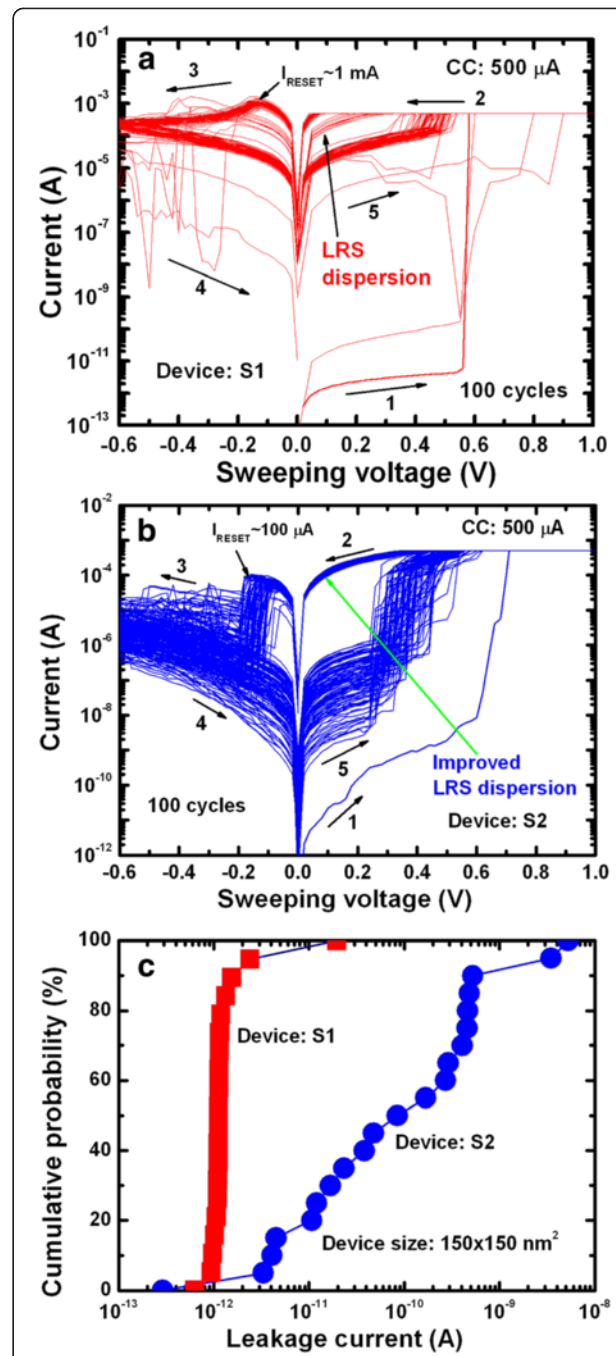 a
3
I_RESET~1 mA
CC: 500 μA
2
5
LRS
dispersion
4
Device: S1
1
100 cycles
10^-1
10^-3
10^-5
10^-7
10^-9
10^-11
10^-13
Current (A)
-0.6 -0.4 -0.2 0.0 0.2 0.4 0.6 0.8 1.0
Sweeping voltage (V)
b
I_RESET~100 μA
2
CC: 500 μA
3
4
5
Improved
LRS dispersion
100 cycles
1
Device: S2
10^-2
10^-4
10^-6
10^-8
10^-10
10^-12
Current (A)
-0.6 -0.4 -0.2 0.0 0.2 0.4 0.6 0.8 1.0
Sweeping voltage (V)
c
Device: S1
Device: S2
Device size: 150x150 nm^2
100
80
60
40
20
0
Cumulative probability (%)
10^-13 10^-12 10^-11 10^-10 10^-9 10^-8
Leakage current (A)